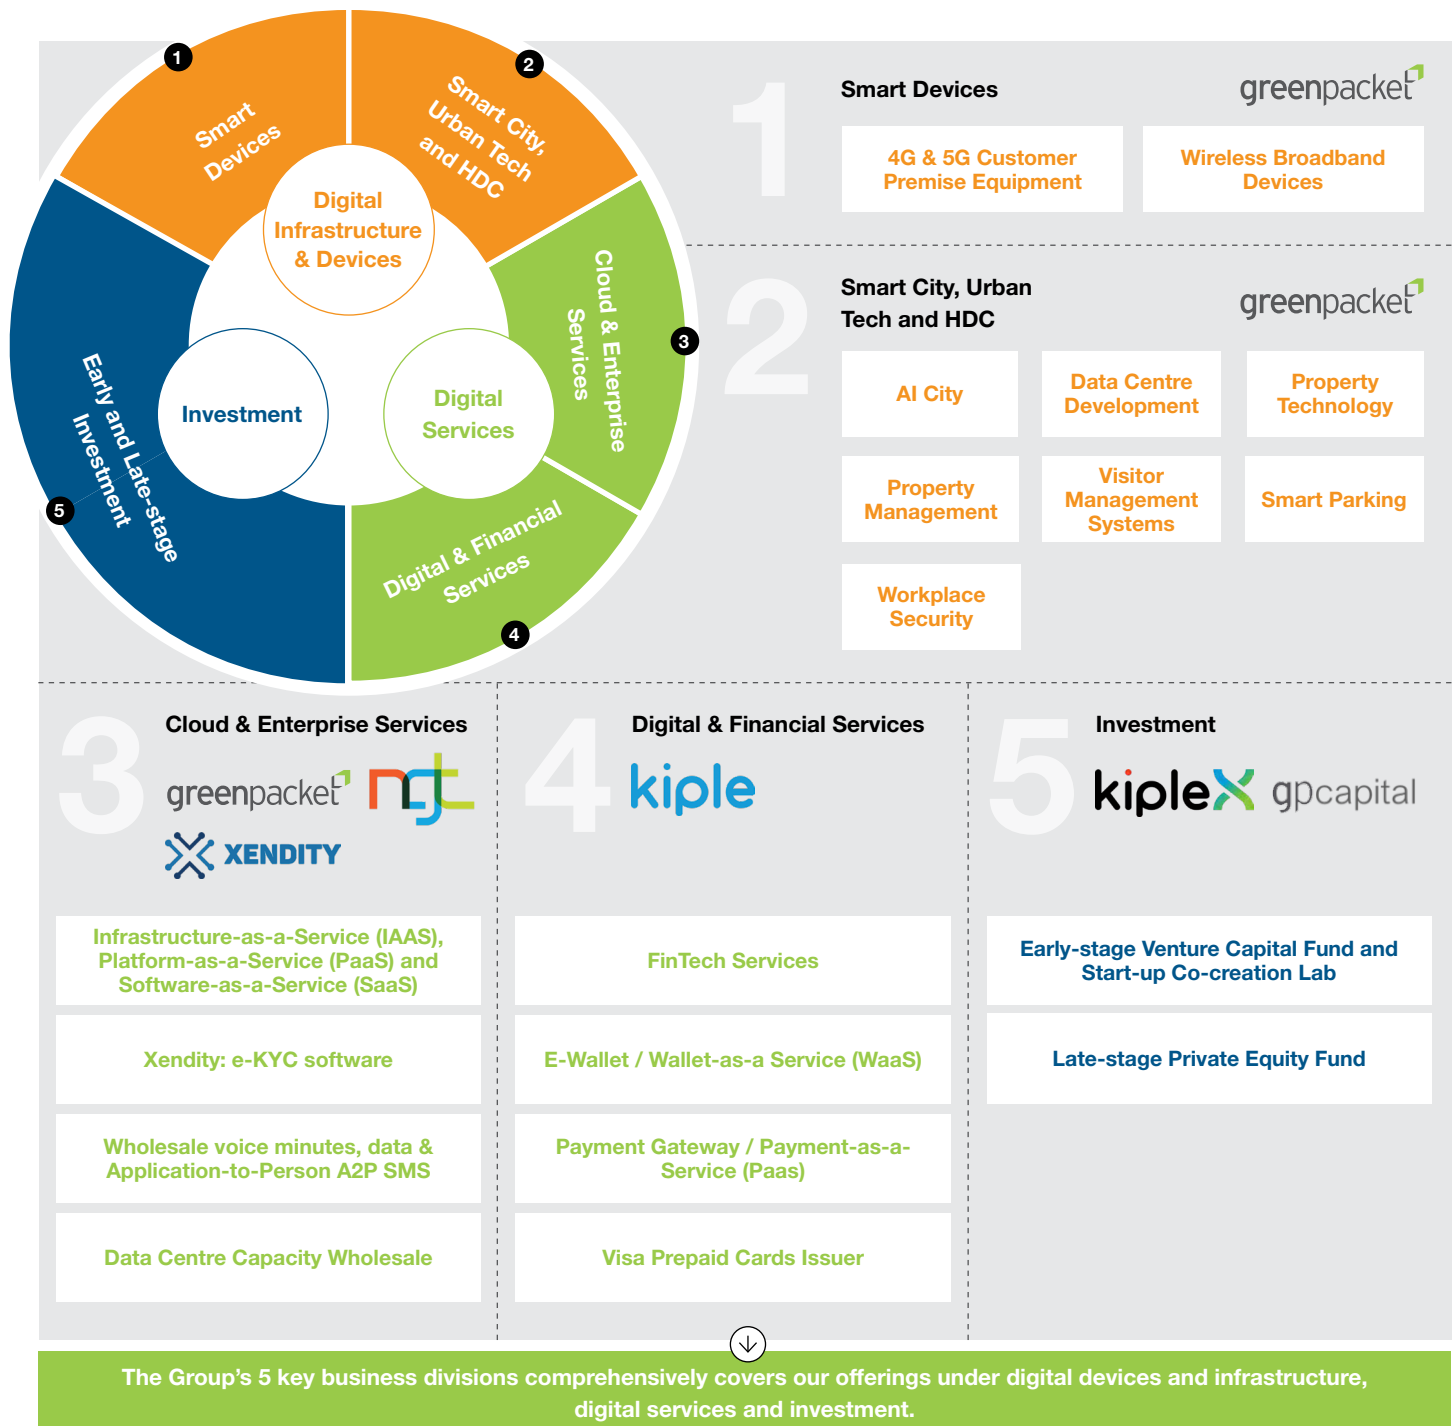 1
Smart
Devices
2
Smart City,
Urban Tech
and HDC
Digital
Infrastructure
& Devices
Cloud & Enterprise
Services
3
Investment
Digital
Services
Early and Late-stage
Investment
5
Digital & Financial
Services
4
1
Smart Devices
greenpacket
4G & 5G Customer
Premise Equipment
Wireless Broadband
Devices
2
Smart City, Urban
Tech and HDC
greenpacket
AI City
Data Centre
Development
Property
Technology
Property
Management
Visitor
Management
Systems
Smart Parking
Workplace
Security
3
Cloud & Enterprise Services
greenpacket
ngt
XENDITY
Infrastructure-as-a-Service (IAAS),
Platform-as-a-Service (PaaS) and
Software-as-a-Service (SaaS)
Xendity: e-KYC software
Wholesale voice minutes, data &
Application-to-Person A2P SMS
Data Centre Capacity Wholesale
4
Digital & Financial Services
kiple
FinTech Services
E-Wallet / Wallet-as-a Service (WaaS)
Payment Gateway / Payment-as-a-
Service (Paas)
Visa Prepaid Cards Issuer
5
Investment
kipleX
gpcapital
Early-stage Venture Capital Fund and
Start-up Co-creation Lab
Late-stage Private Equity Fund
The Group's 5 key business divisions comprehensively covers our offerings under digital devices and infrastructure,
digital services and investment.